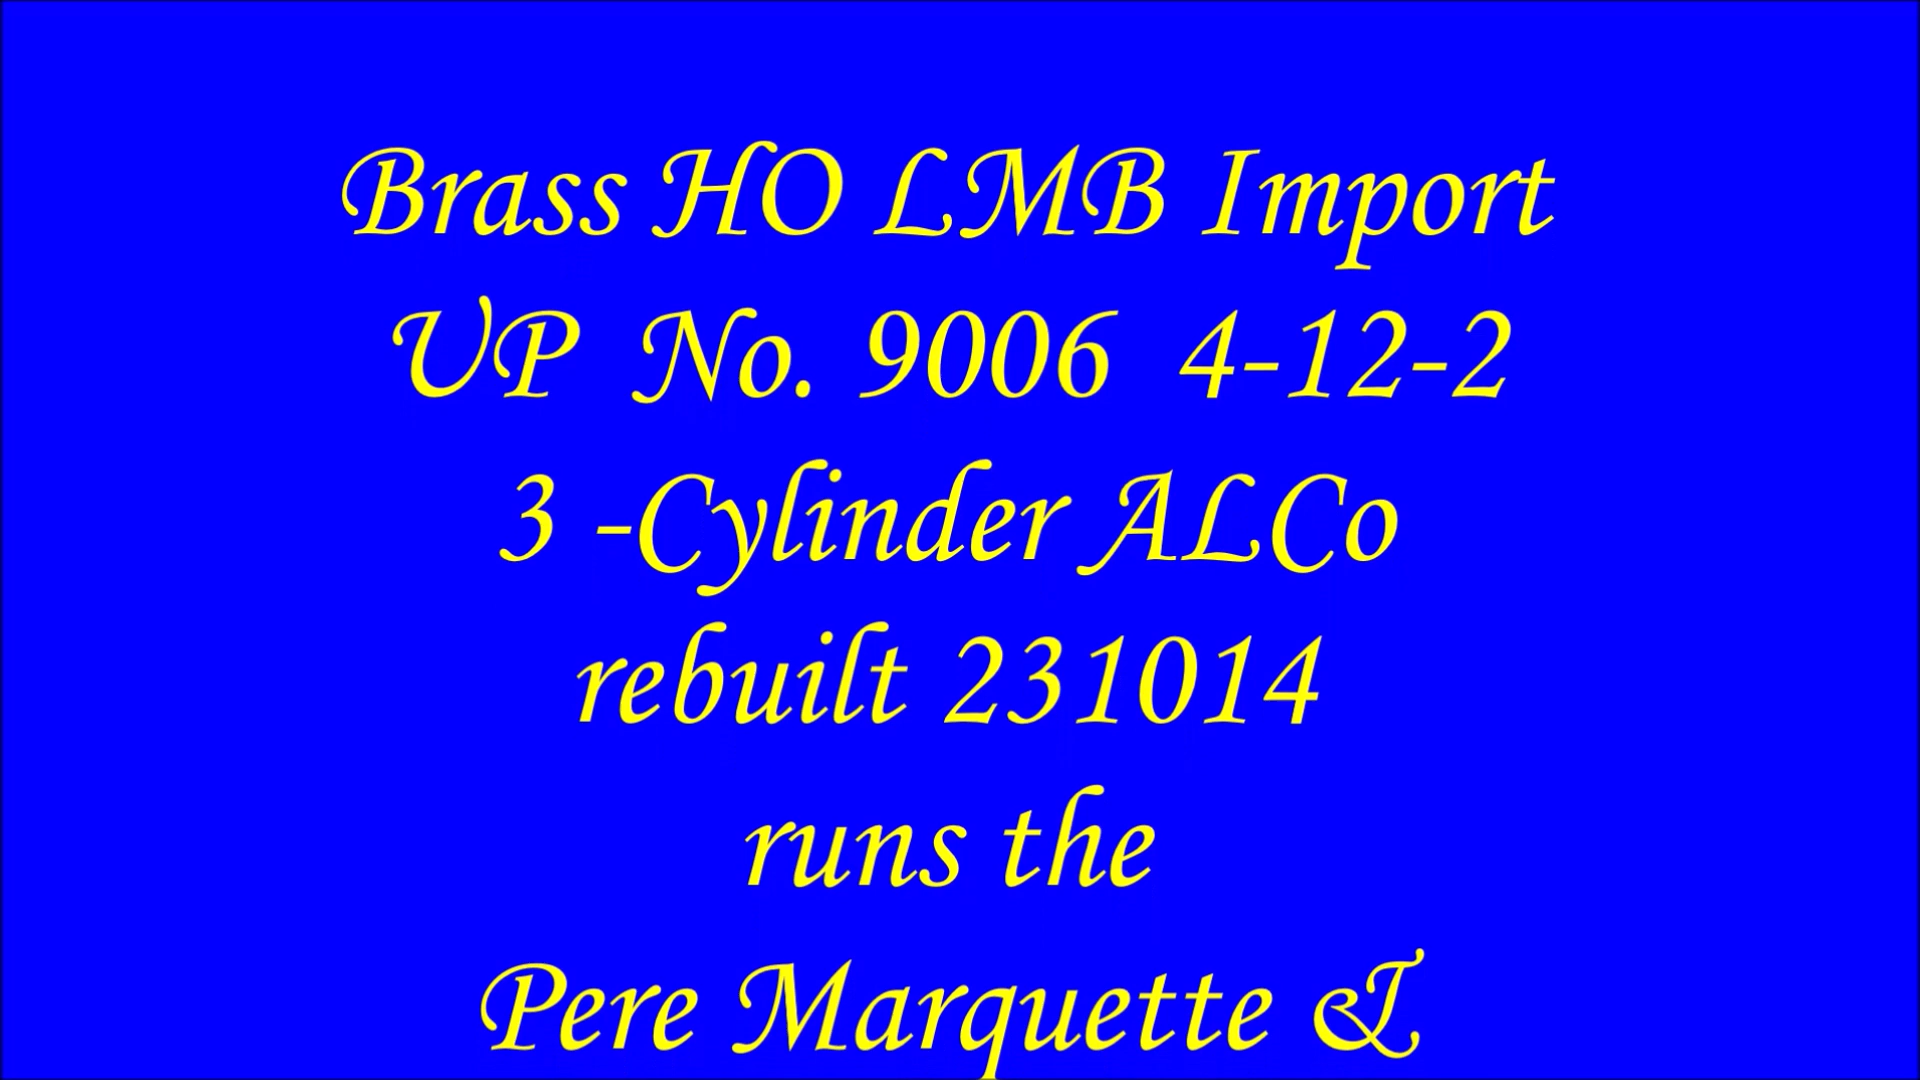 Brass HO LMB Import
UP No. 9006 4-12-2
3 -Cylinder ALCo
rebuilt 231014
runs the
Pere Marquette &